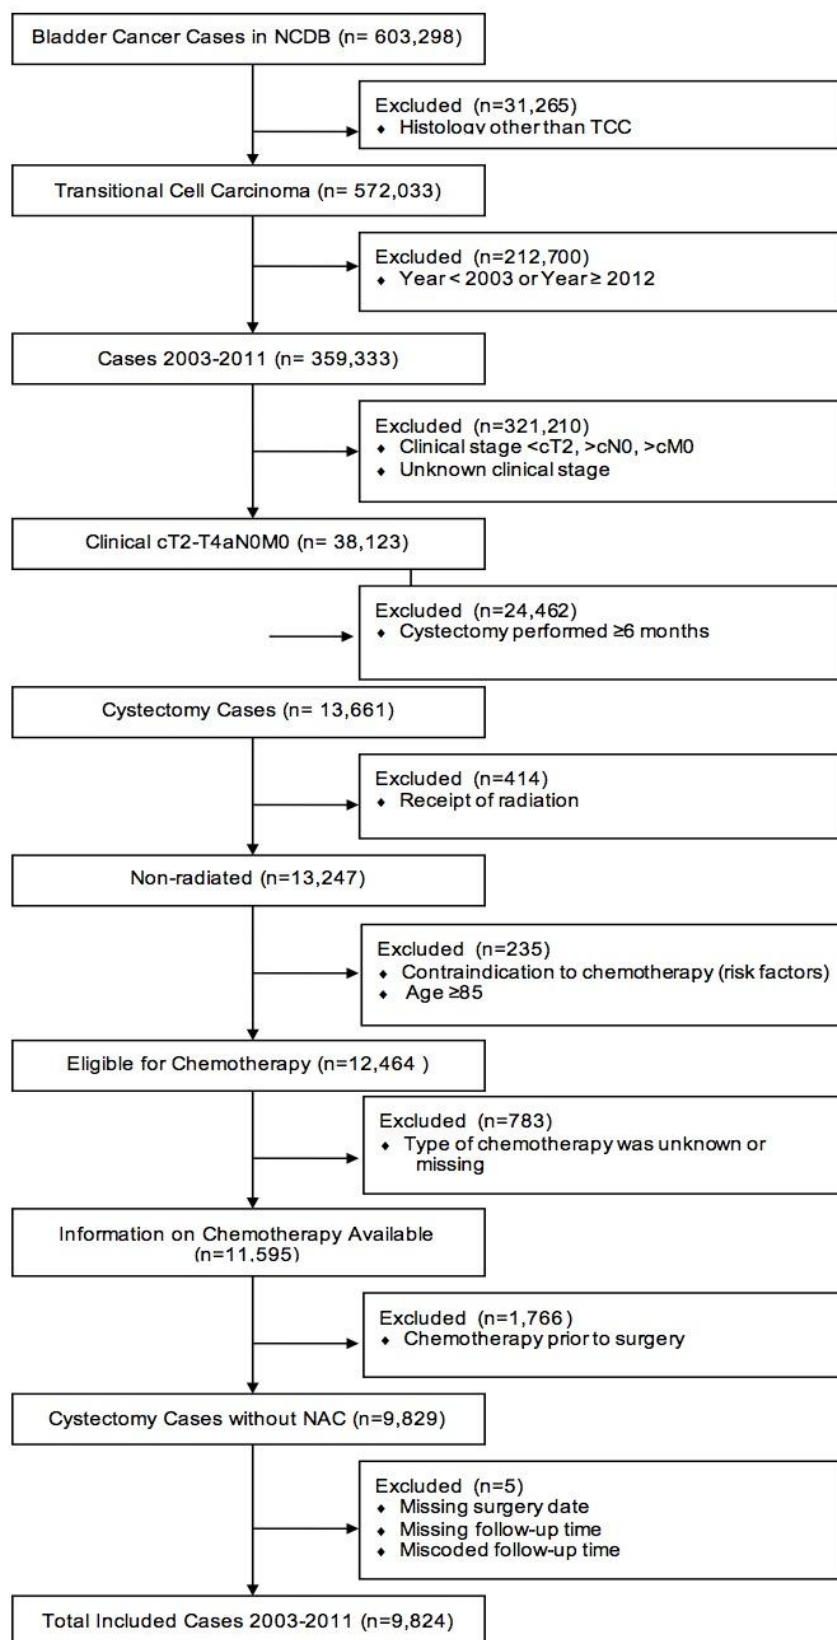 Bladder Cancer Cases in NCDB (n= 603,298)
Excluded (n=31,265)
♦ Histology other than TCC
Transitional Cell Carcinoma (n= 572,033)
Excluded (n=212,700)
♦ Year < 2003 or Year ≥ 2012
Cases 2003-2011 (n= 359,333)
Excluded (n=321,210)
♦ Clinical stage <cT2, >cN0, >cM0
♦ Unknown clinical stage
Clinical cT2-T4aN0M0 (n= 38,123)
Excluded (n=24,462)
♦ Cystectomy performed ≥6 months
Cystectomy Cases (n= 13,661)
Excluded (n=414)
♦ Receipt of radiation
Non-radiated (n=13,247)
Excluded (n=235)
♦ Contraindication to chemotherapy (risk factors)
♦ Age ≥85
Eligible for Chemotherapy (n=12,464 )
Excluded (n=783)
♦ Type of chemotherapy was unknown or
missing
Information on Chemotherapy Available
(n=11,595)
Excluded (n=1,766)
♦ Chemotherapy prior to surgery
Cystectomy Cases without NAC (n=9,829)
Excluded (n=5)
♦ Missing surgery date
♦ Missing follow-up time
♦ Miscoded follow-up time
Total Included Cases 2003-2011 (n=9,824)